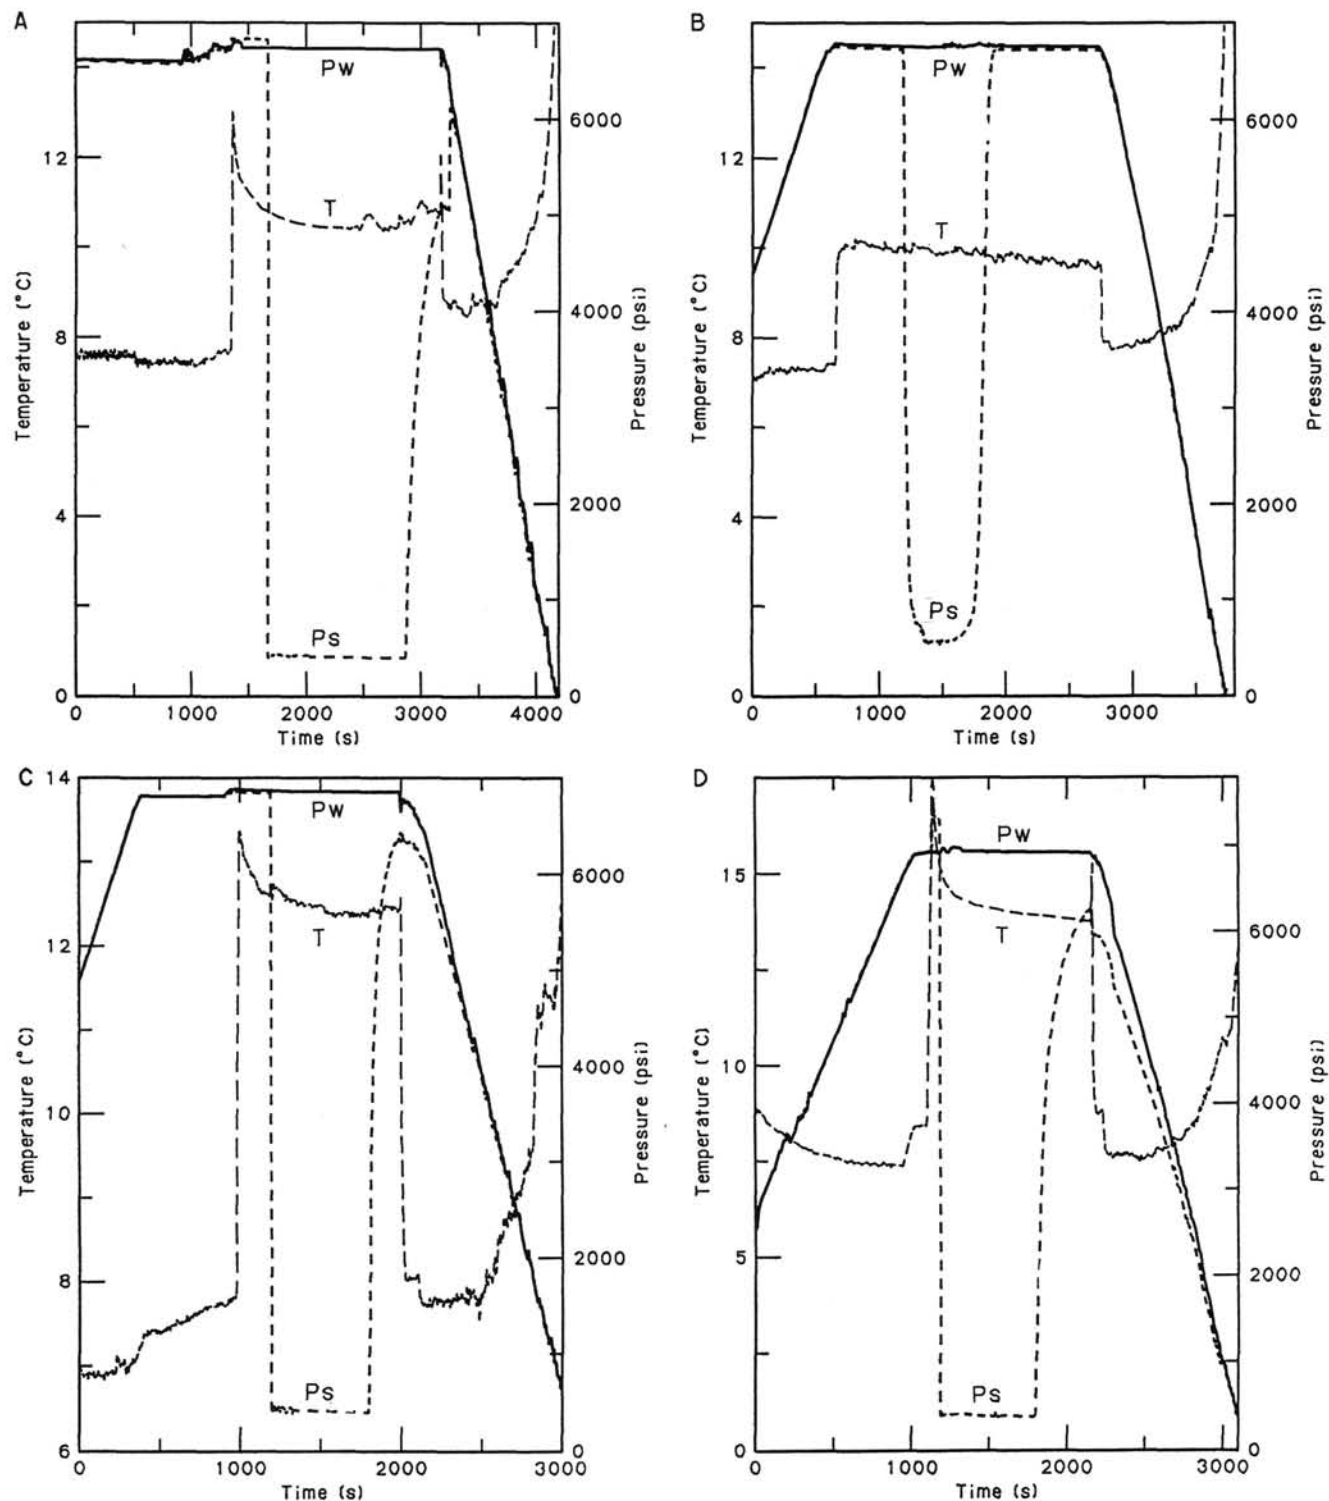 A
Pw
T
Ps
12
8
4
0
Temperature (°C)
6000
4000
2000
0
Pressure (psi)
0 1000 2000 3000 4000
Time (s)
B
Pw
T
Ps
12
8
4
0
Temperature (°C)
6000
4000
2000
0
Pressure (psi)
0 1000 2000 3000
Time (s)
C
Pw
T
Ps
14
12
10
8
6
Temperature (°C)
6000
4000
2000
0
Pressure (psi)
0 1000 2000 3000
Time (s)
D
Pw
T
Ps
15
10
5
0
Temperature (°C)
6000
4000
2000
0
Pressure (psi)
0 1000 2000 3000
Time (s)